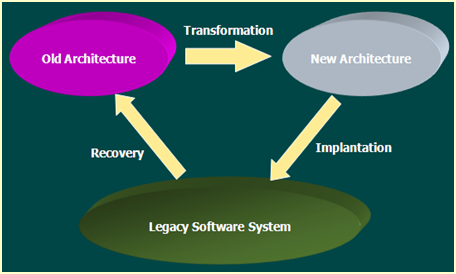 Transformation
Old Architecture
New Architecture
Recovery
Implantation
Legacy Software System